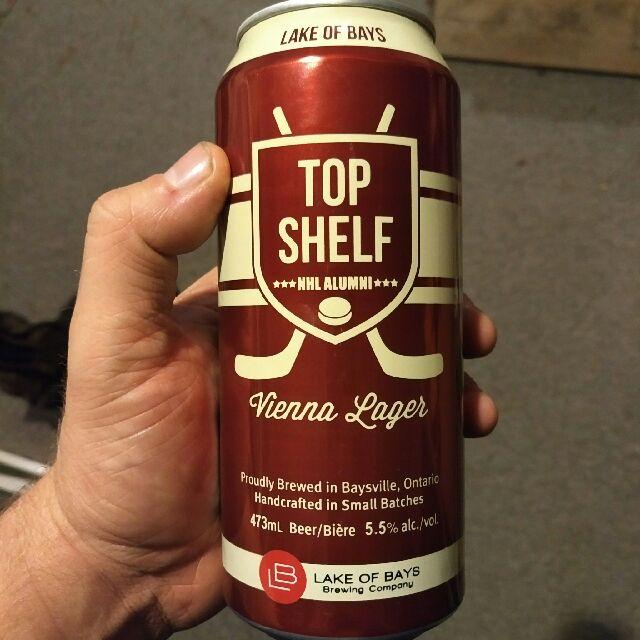 LAKE OF BAYS
TOP
SHELF
★★★NHL ALUMNI★★★
Vienna Lager
Proudly Brewed in Baysville, Ontario
Handcrafted in Small Batches
473mL Beer/Bière 5.5% alc./vol.
LB
LAKE OF BAYS
Brewing Company